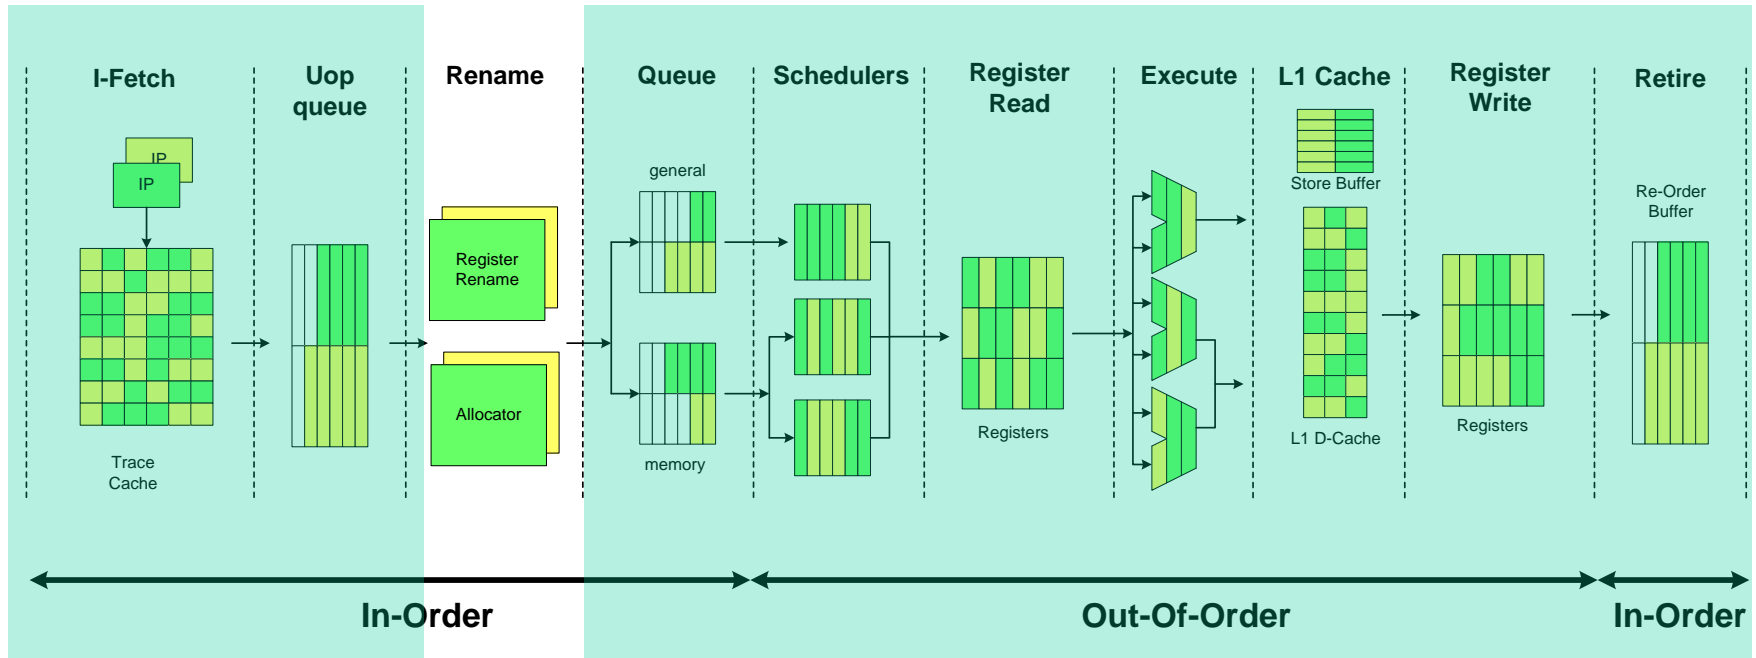 I-Fetch
Uop
queue
Rename
Queue
Schedulers
Register
Read
Execute
L1 Cache
Register
Write
Retire
IP
IP
Trace
Cache
Register
Rename
Allocator
general
memory
Registers
Store Buffer
L1 D-Cache
Registers
Re-Order
Buffer
In-Order
Out-Of-Order
In-Order